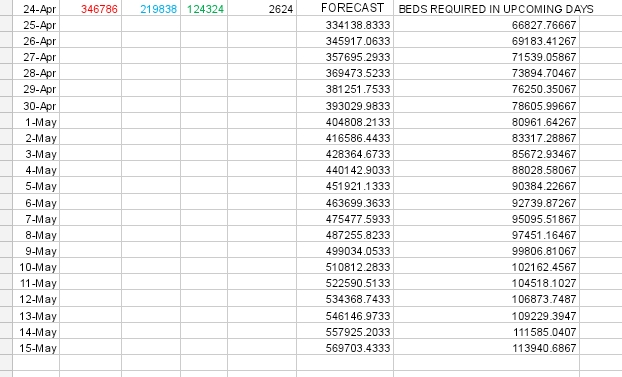 24-Apr 346786 219838 124324 2624 FORECAST BEDS REQUIRED IN UPCOMING DAYS
25-Apr 334138.8333 66827.76667
26-Apr 345917.0633 69183.41267
27-Apr 357695.2933 71539.05867
28-Apr 369473.5233 73894.70467
29-Apr 381251.7533 76250.35067
30-Apr 393029.9833 78605.99667
1-May 404808.2133 80961.64267
2-May 416586.4433 83317.28867
3-May 428364.6733 85672.93467
4-May 440142.9033 88028.58067
5-May 451921.1333 90384.22667
6-May 463699.3633 92739.87267
7-May 475477.5933 95095.51867
8-May 487255.8233 97451.16467
9-May 499034.0533 99806.81067
10-May 510812.2833 102162.4567
11-May 522590.5133 104518.1027
12-May 534368.7433 106873.7487
13-May 546146.9733 109229.3947
14-May 557925.2033 111585.0407
15-May 569703.4333 113940.6867